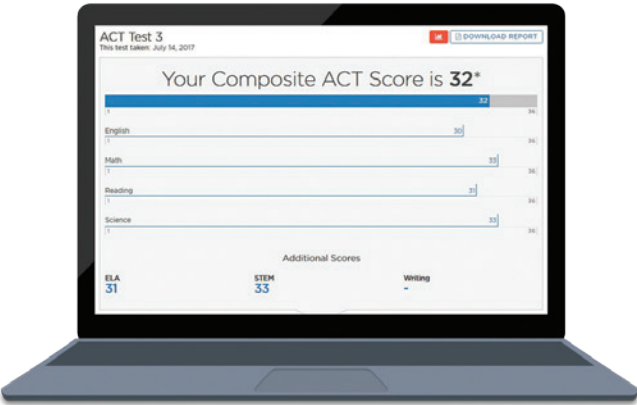 ACT Test 3
This test taken: July 14, 2017
DOWNLOAD REPORT
Your Composite ACT Score is 32*
32
1 36
English 30
1 36
Math 33
1 36
Reading 31
1 36
Science 33
1 36
Additional Scores
ELA STEM Writing
31 33 -